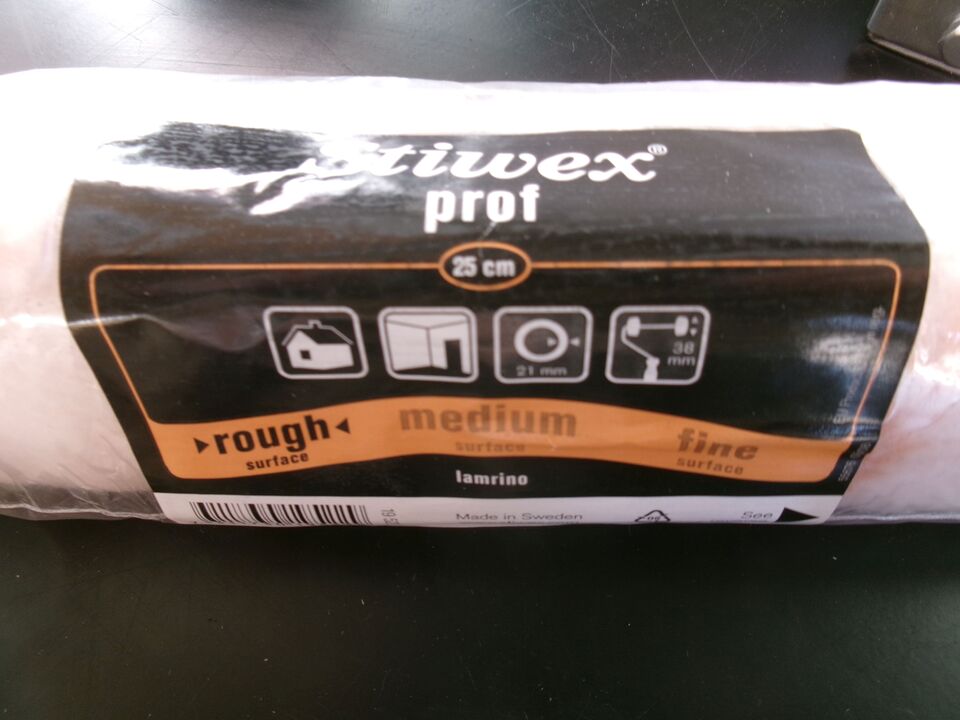 Stiwex®
prof
25 cm
21 mm
38
mm
rough medium fine
surface surface surface
lamrino
Made in Sweden
See